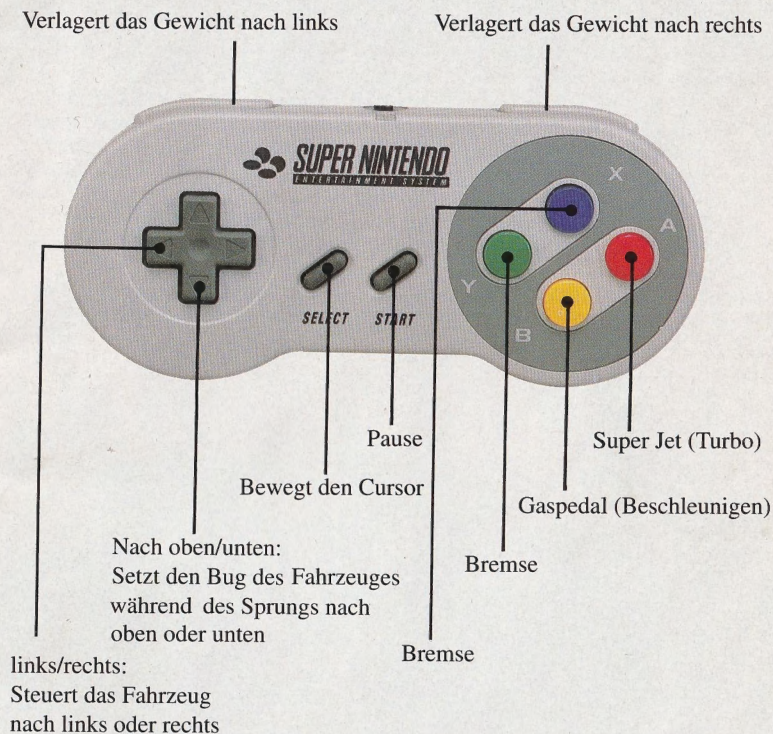 Verlagert das Gewicht nach links
Verlagert das Gewicht nach rechts
SUPER NINTENDO
ENTERTAINMENT SYSTEM
X
A
Y
B
SELECT
START
Pause
Super Jet (Turbo)
Bewegt den Cursor
Gaspedal (Beschleunigen)
Nach oben/unten:
Setzt den Bug des Fahrzeuges
während des Sprungs nach
oben oder unten
Bremse
Bremse
links/rechts:
Steuert das Fahrzeug
nach links oder rechts